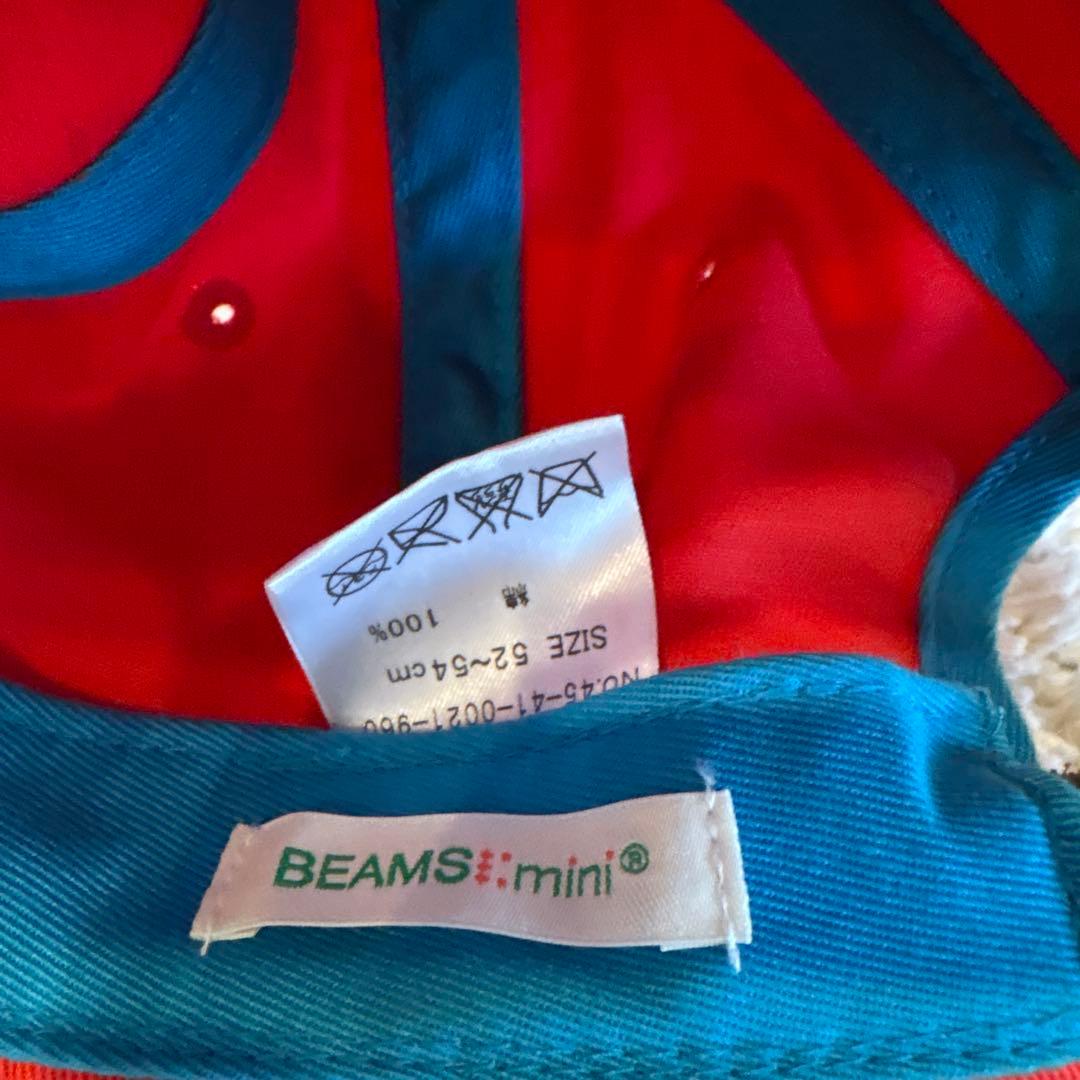 NO.45-41-0021-960
SIZE 52~54cm
綿 100%
BEAMS mini®